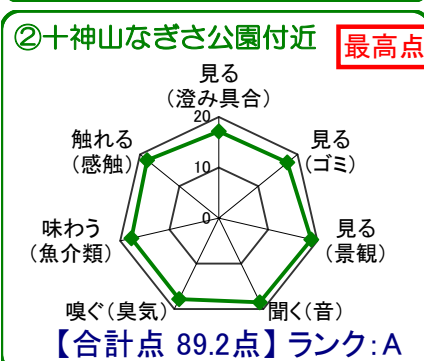 ②十神山なぎさ公園付近
最高点
見る
(澄み具合)
20
触れる
(感触)
見る
(ゴミ)
10
味わう
(魚介類)
0
見る
(景観)
嗅ぐ(臭気)
聞く(音)
【合計点 89.2点】ランク:A